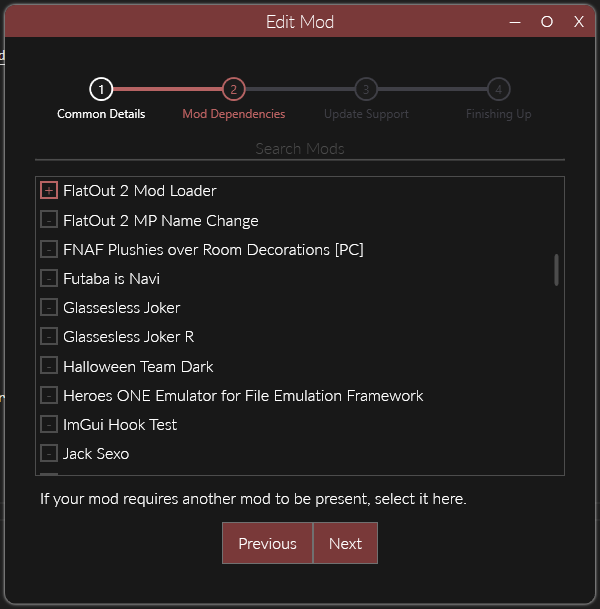 Edit Mod
1 2 3 4
Common Details Mod Dependencies Update Support Finishing Up
Search Mods
+ FlatOut 2 Mod Loader
- FlatOut 2 MP Name Change
- FNAF Plushies over Room Decorations [PC]
- Futaba is Navi
- Glassesless Joker
- Glassesless Joker R
- Halloween Team Dark
- Heroes ONE Emulator for File Emulation Framework
- ImGui Hook Test
- Jack Sexo
If your mod requires another mod to be present, select it here.
Previous Next